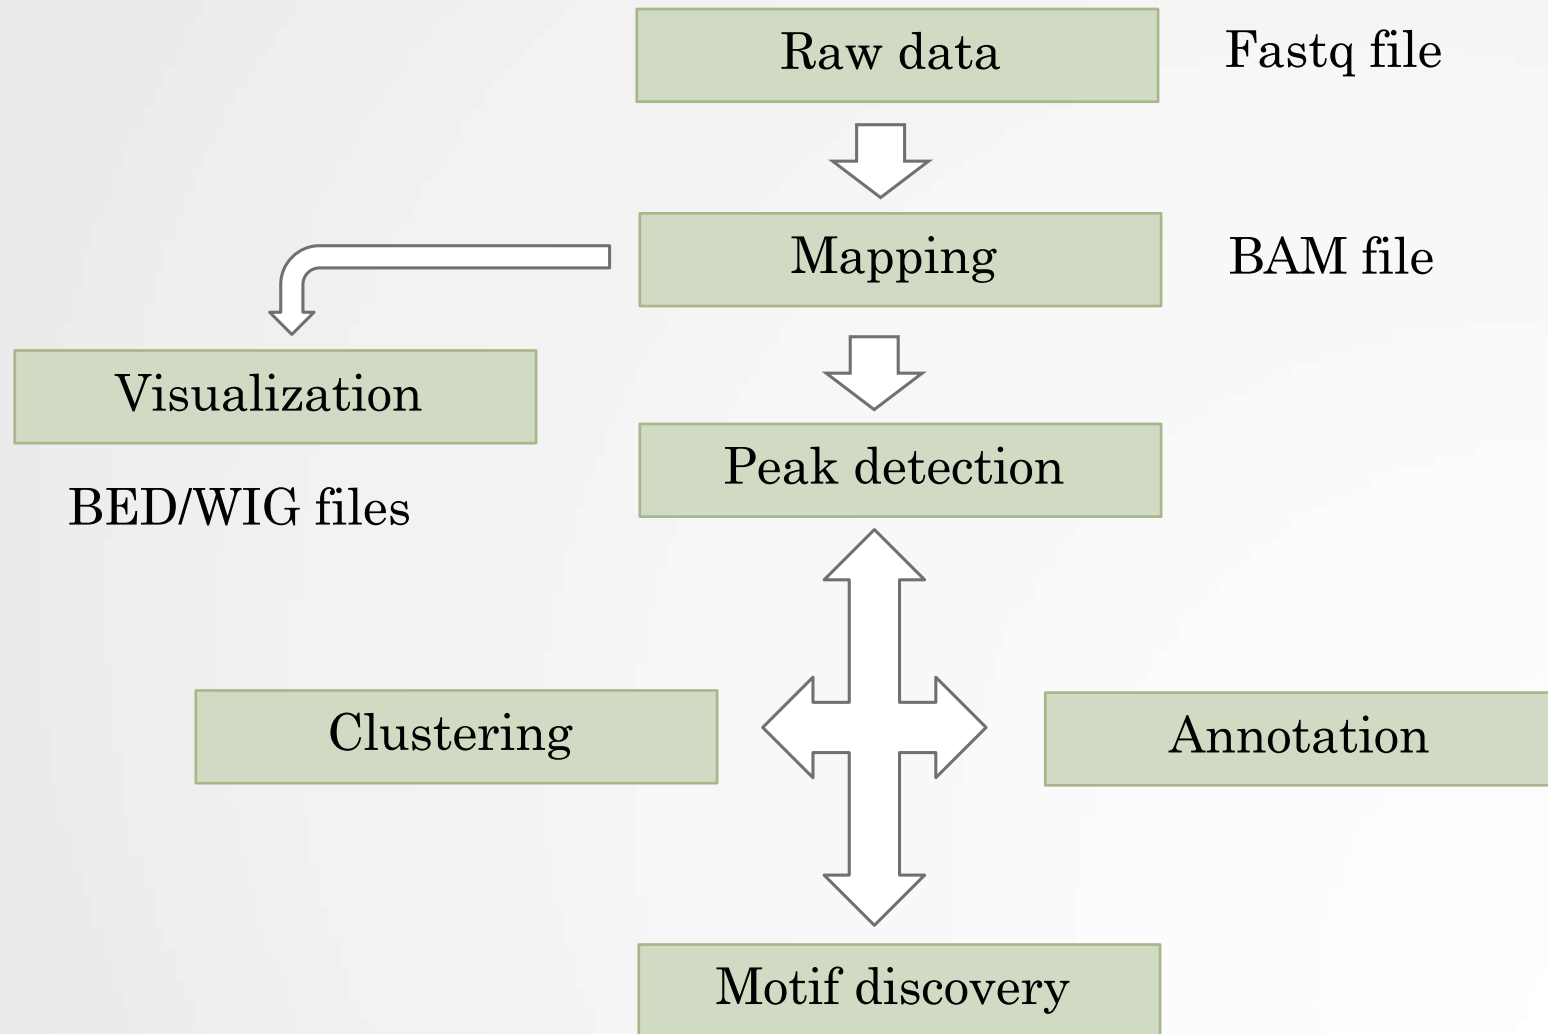 Raw data
Fastq file
Mapping
BAM file
Visualization
BED/WIG files
Peak detection
Clustering
Annotation
Motif discovery